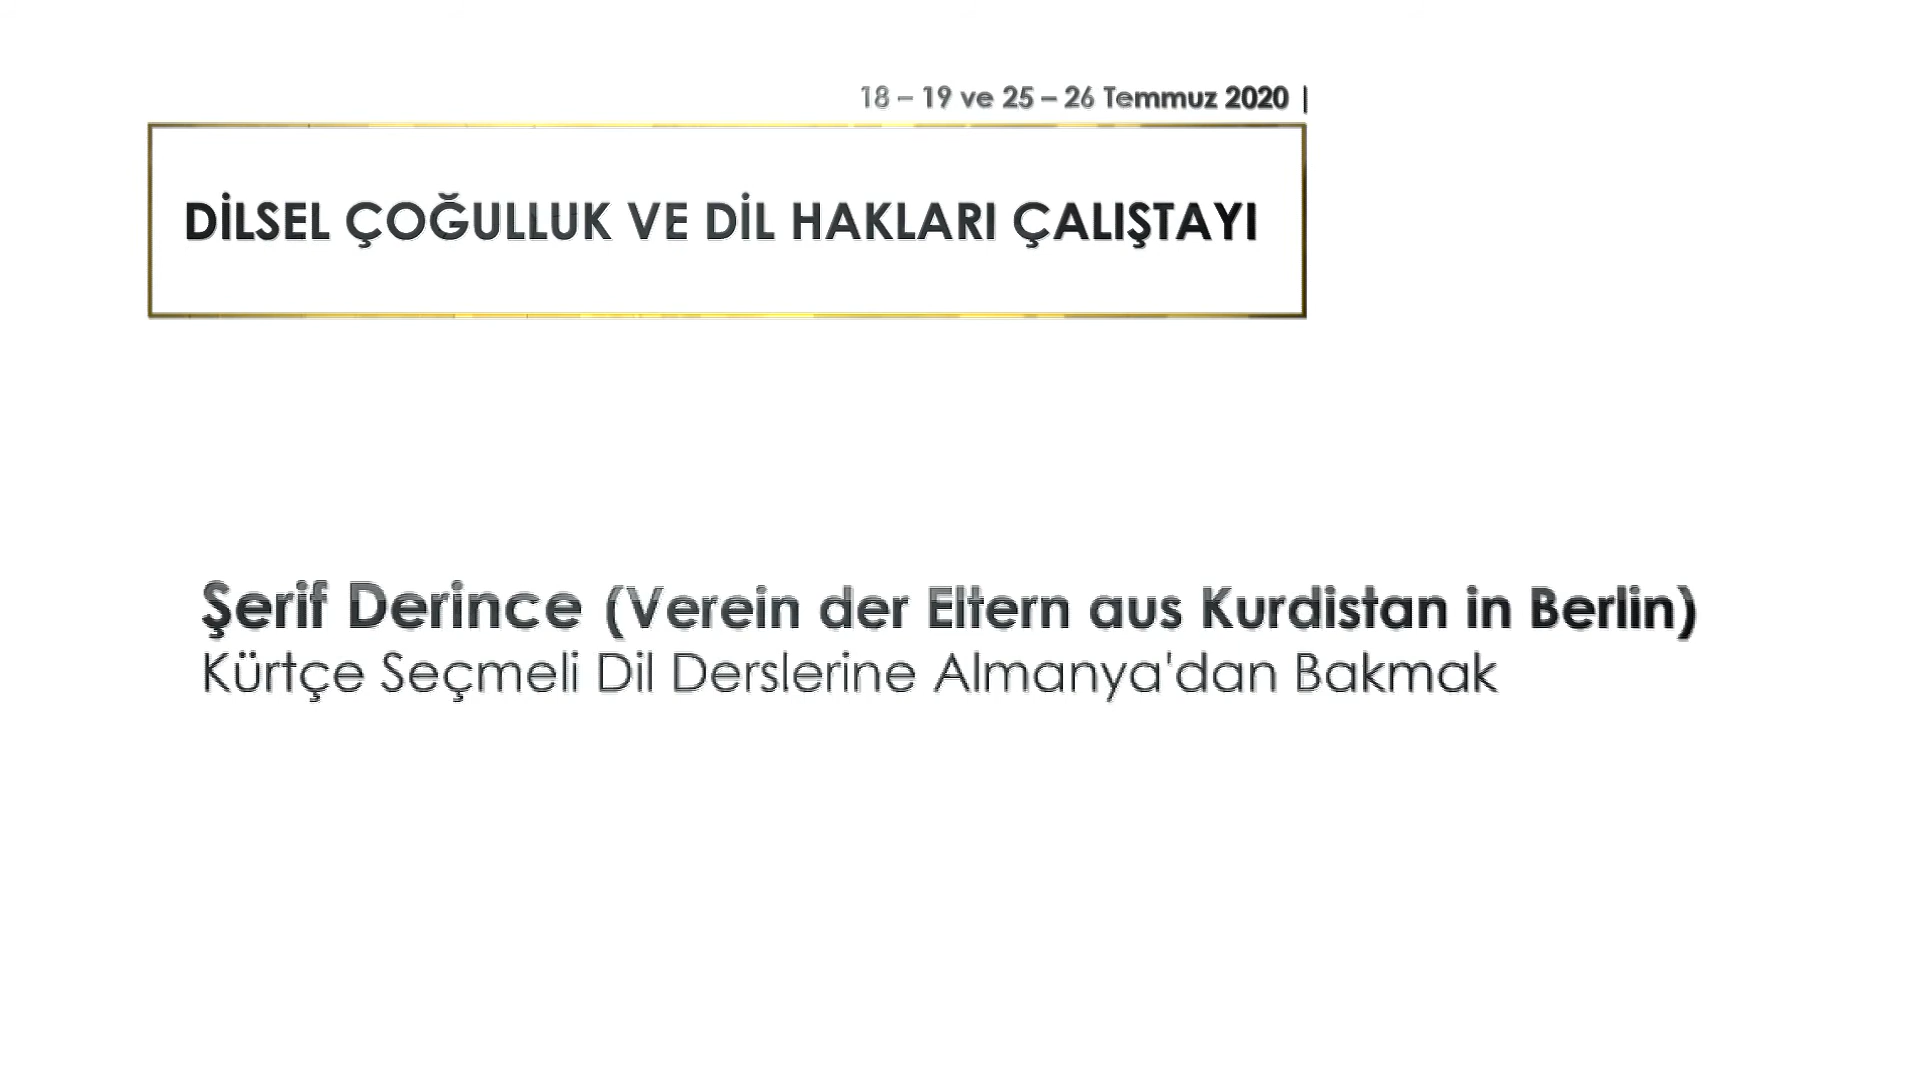 18 – 19 ve 25 – 26 Temmuz 2020 |
DİLSEL ÇOĞULLUK VE DİL HAKLARI ÇALIŞTAYI
Şerif Derince (Verein der Eltern aus Kurdistan in Berlin)
Kürtçe Seçmeli Dil Derslerine Almanya'dan Bakmak